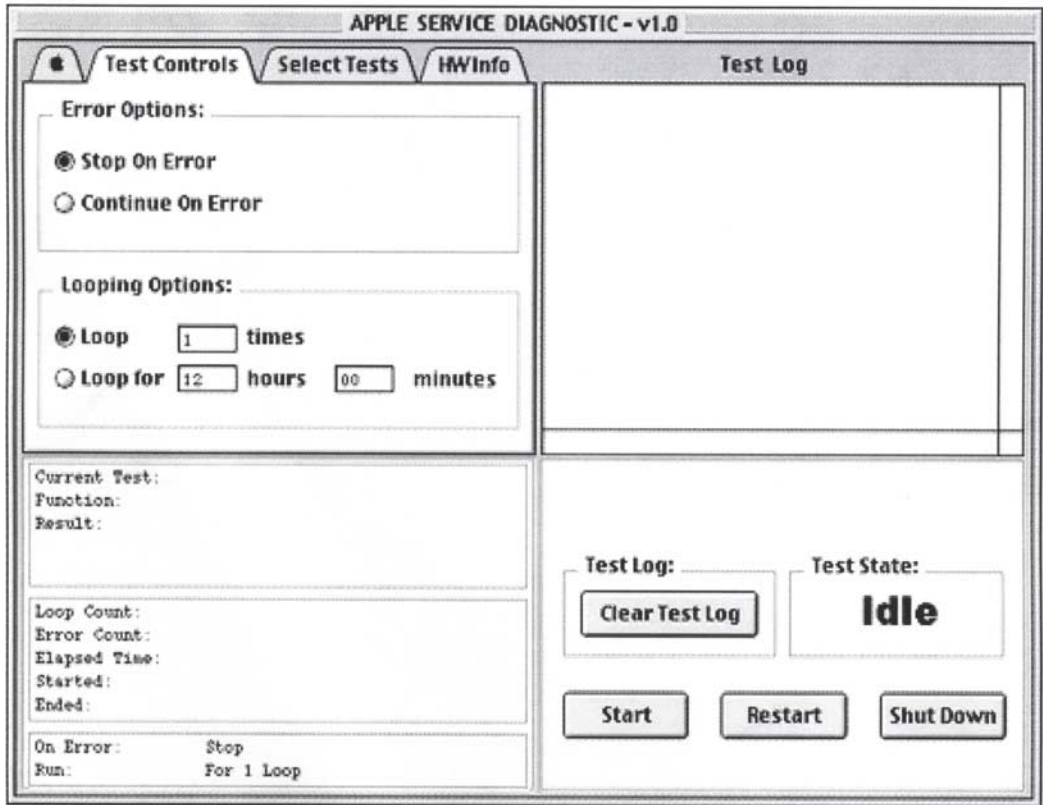 APPLE SERVICE DIAGNOSTIC - v1.0
Test Controls
Select Tests
HW Info
Test Log
Error Options:
Stop On Error
Continue On Error
Looping Options:
Loop 1 times
Loop for 12 hours 00 minutes
Current Test:
Function:
Result:
Loop Count:
Error Count:
Elapsed Time:
Started:
Ended:
On Error: Stop
Run: For 1 Loop
Test Log:
Clear Test Log
Test State:
Idle
Start
Restart
Shut Down